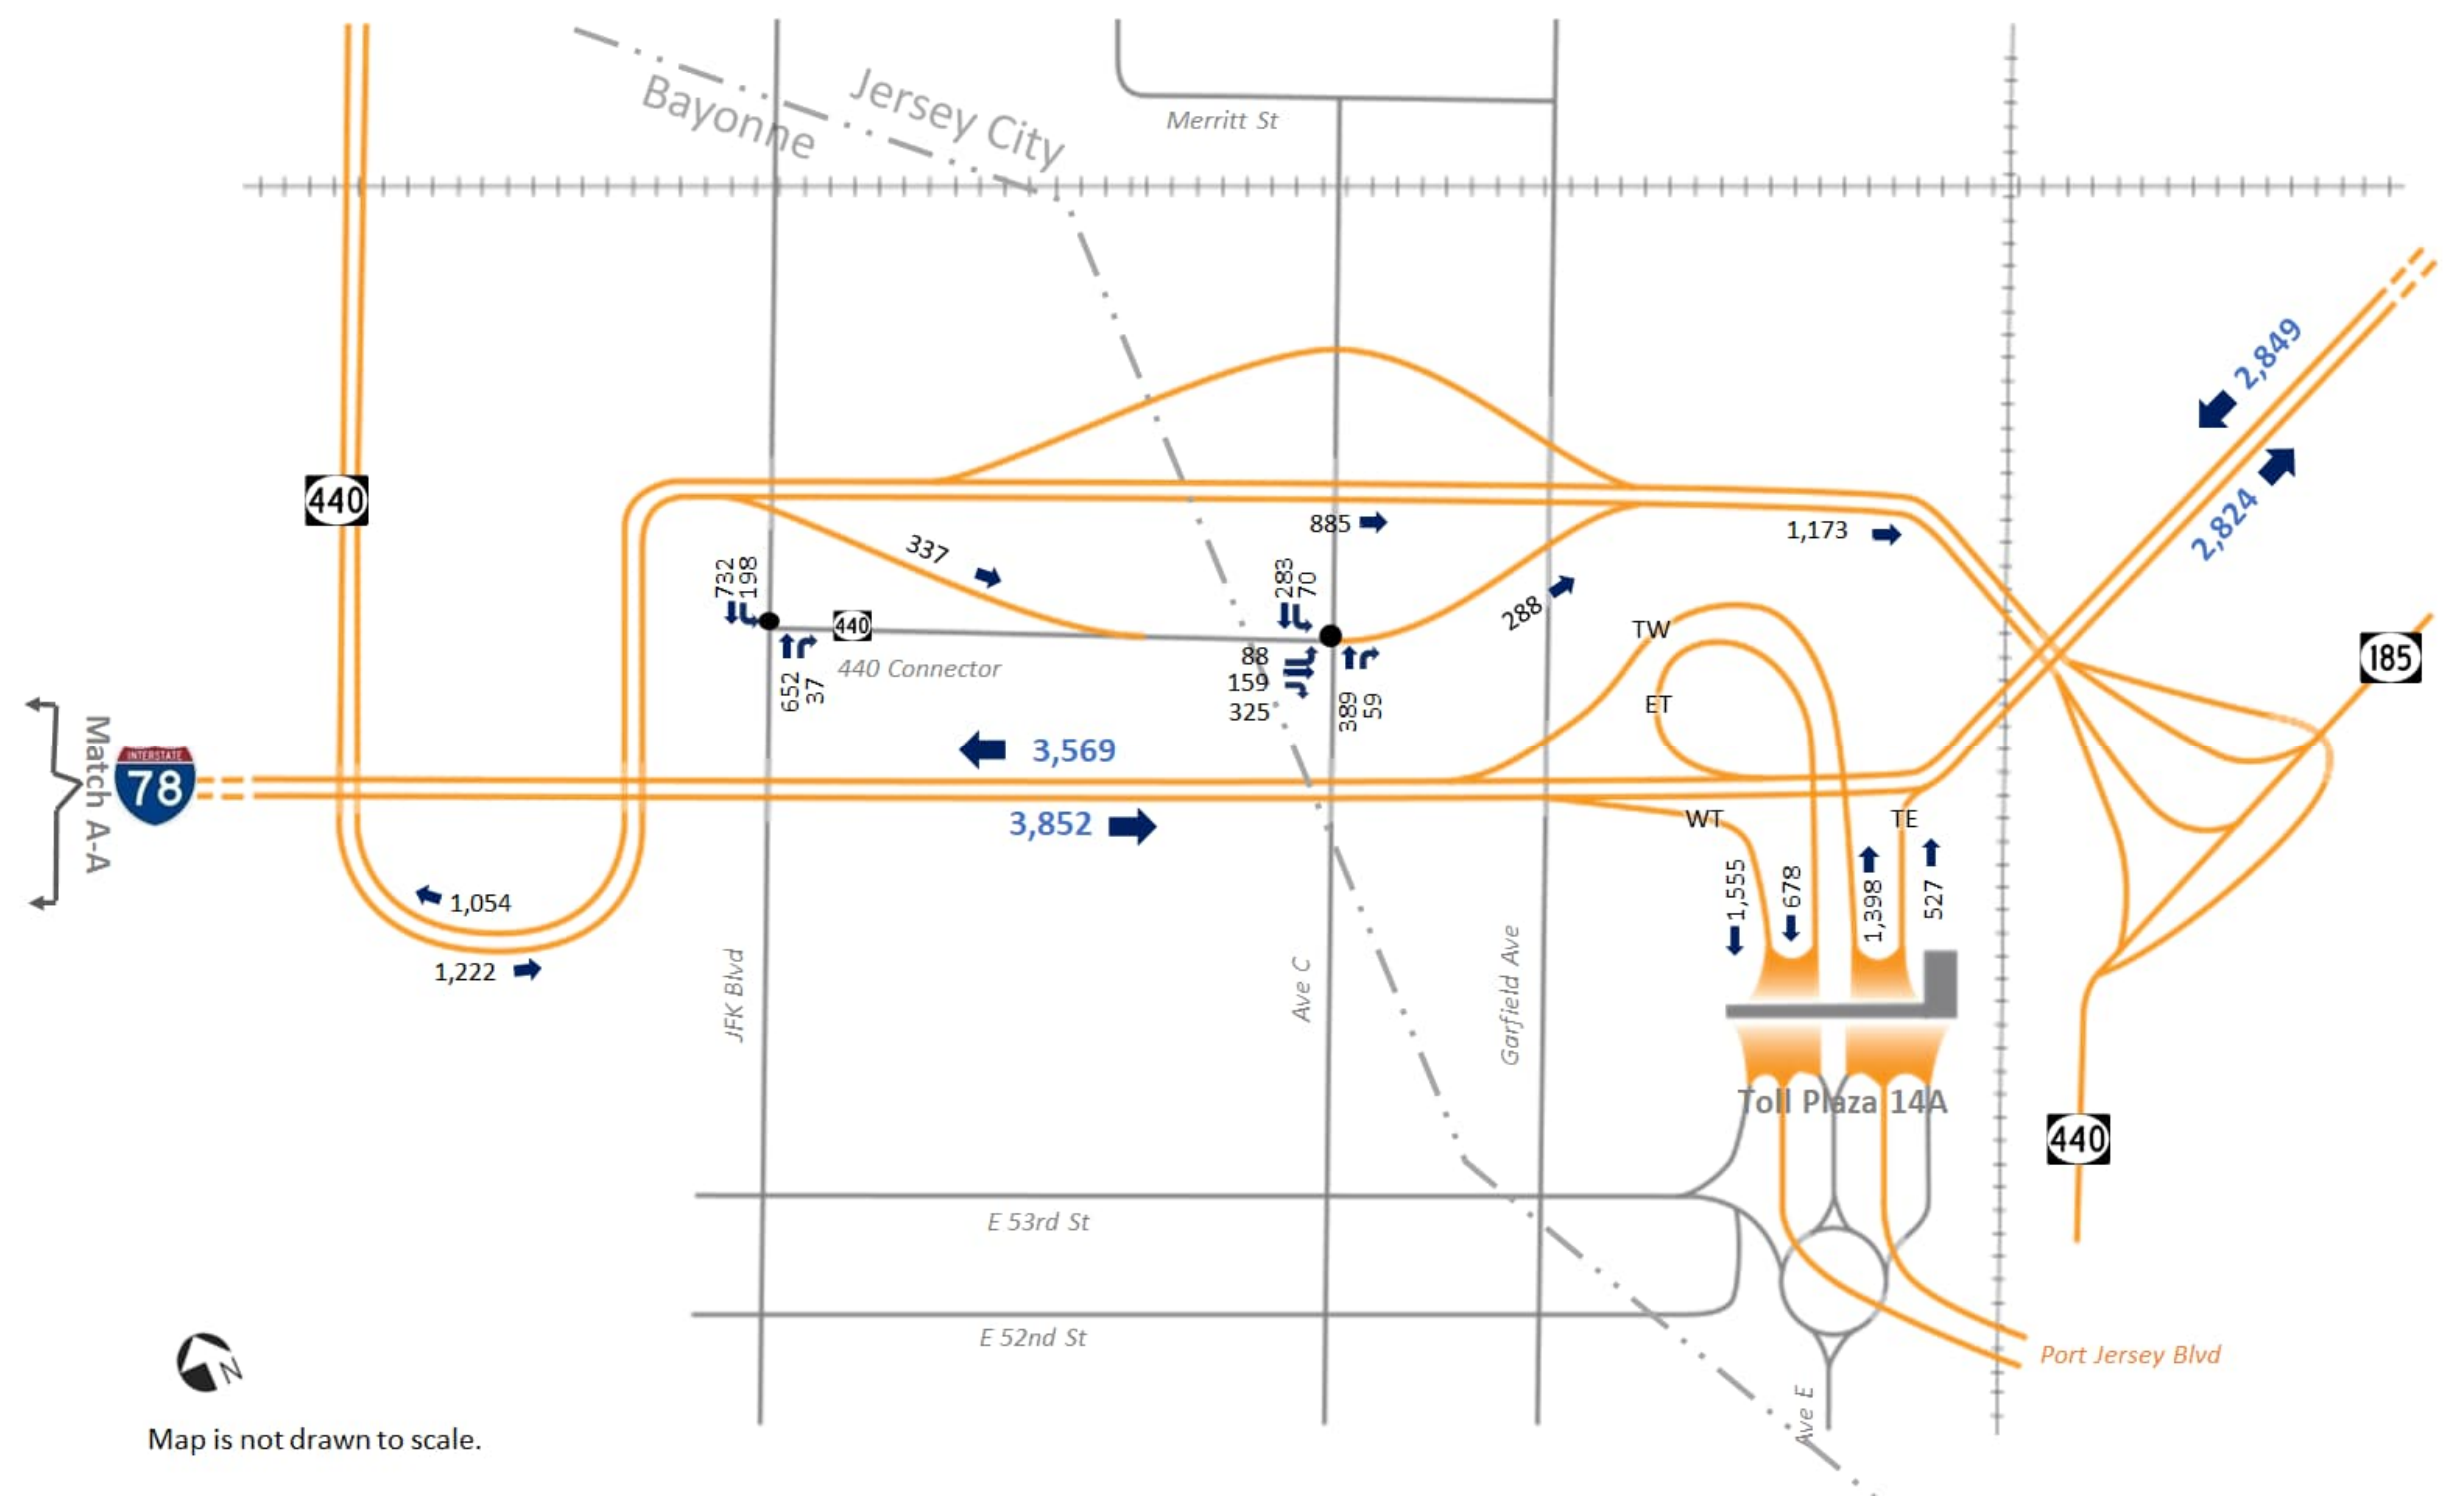 Bayonne
Jersey City
Merritt St
440
2,849
2,824
185
885
1,173
337
732
198
283
70
288
440
440 Connector
652
37
88
159
325
389
59
TW
ET
Match A-A
INTERSTATE
78
3,569
3,852
WT
TE
1,555
678
1,398
527
1,054
1,222
JFK Blvd
Ave C
Garfield Ave
Toll Plaza 14A
440
E 53rd St
E 52nd St
Port Jersey Blvd
Ave E
N
Map is not drawn to scale.